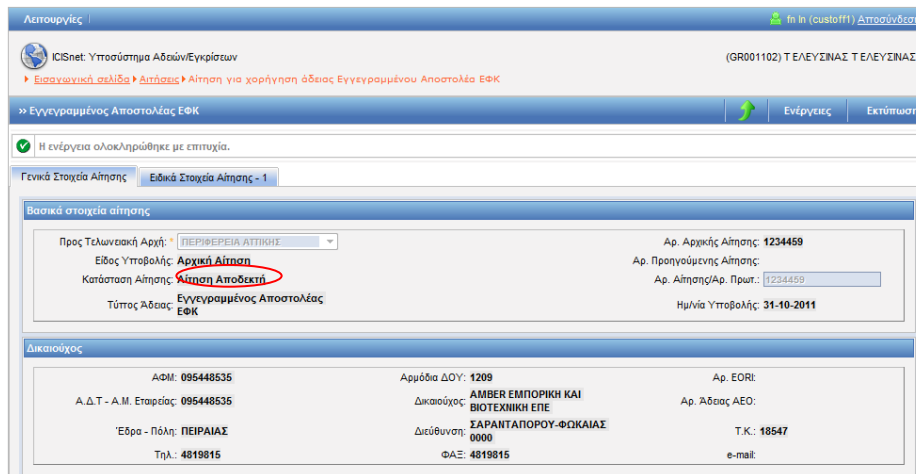 Λειτουργίες fn ln (custoff1) Αποσύνδεση
ICISnet: Υποσύστημα Αδειών/Εγκρίσεων (GR001102) Τ ΕΛΕΥΣΙΝΑΣ Τ ΕΛΕΥΣΙΝΑΣ
Εισαγωγική σελίδα Αιτήσεις Αίτηση για χορήγηση άδειας Εγγεγραμμένου Αποστολέα ΕΦΚ
» Εγγεγραμμένος Αποστολέας ΕΦΚ Ενέργειες Εκτύπωση
Η ενέργεια ολοκληρώθηκε με επιτυχία.
Γενικά Στοιχεία Αίτησης Ειδικά Στοιχεία Αίτησης - 1
Βασικά στοιχεία αίτησης
Προς Τελωνειακή Αρχή: * ΠΕΡΙΦΕΡΕΙΑ ΑΤΤΙΚΗΣ Αρ. Αρχικής Αίτησης: 1234459
Είδος Υποβολής: Αρχική Αίτηση Αρ. Προηγούμενης Αίτησης:
Κατάσταση Αίτησης: Αίτηση Αποδεκτή Αρ. Αίτησης/Αρ. Πρωτ.: 1234459
Τύπος Άδειας: Εγγεγραμμένος Αποστολέας ΕΦΚ Ημ/νία Υποβολής: 31-10-2011
Δικαιούχος
ΑΦΜ: 095448535 Αρμόδια ΔΟΥ: 1209 Αρ. EORI:
Α.Δ.Τ - Α.Μ. Εταιρείας: 095448535 Δικαιούχος: AMBER ΕΜΠΟΡΙΚΗ ΚΑΙ ΒΙΟΤΕΧΝΙΚΗ ΕΠΕ Αρ. Άδειας ΑΕΟ:
Έδρα - Πόλη: ΠΕΙΡΑΙΑΣ Διεύθυνση: ΣΑΡΑΝΤΑΠΟΡΟΥ-ΦΩΚΑΙΑΣ 0000 Τ.Κ.: 18547
Τηλ.: 4819815 ΦΑΞ: 4819815 e-mail: